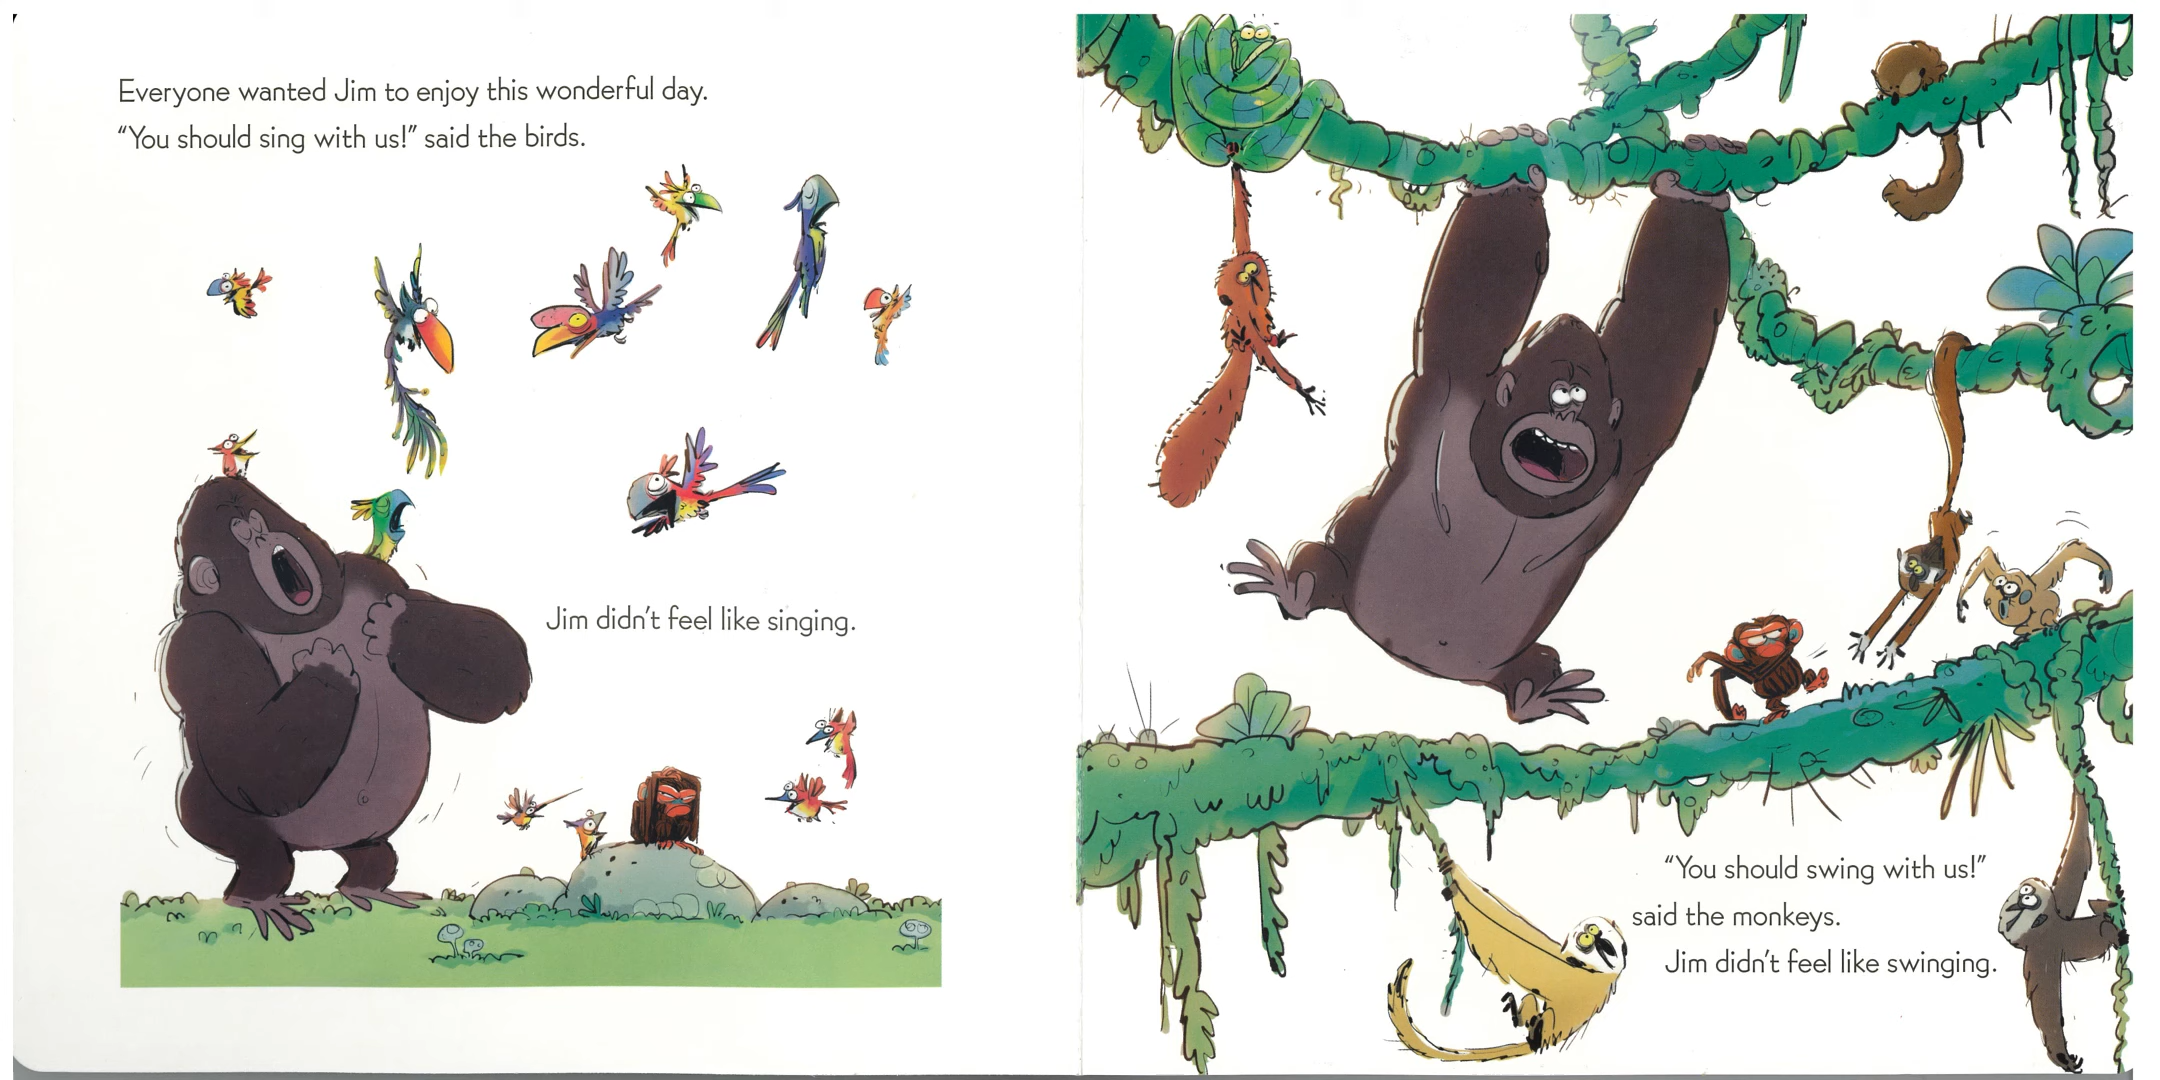 Everyone wanted Jim to enjoy this wonderful day.
“You should sing with us!” said the birds.
Jim didn’t feel like singing.
“You should swing with us!”
said the monkeys.
Jim didn’t feel like swinging.